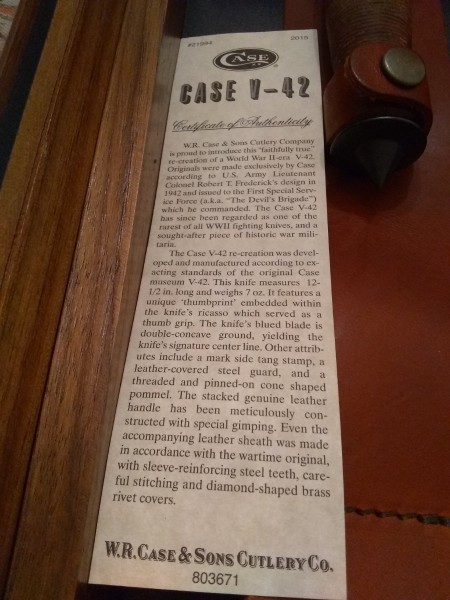 #21994 2015
CASE
CASE V-42
Certificate of Authenticity
W.R. Case & Sons Cutlery Company
is proud to introduce this "faithfully true"
re-creation of a World War II-era V-42.
Originals were made exclusively by Case
according to U.S. Army Lieutenant
Colonel Robert T. Frederick's design in
1942 and issued to the First Special Serv-
ice Force (a.k.a. "The Devil's Brigade")
which he commanded. The Case V-42
has since been regarded as one of the
rarest of all WWII fighting knives, and a
sought-after piece of historic war mili-
taria.
The Case V-42 re-creation was devel-
oped and manufactured according to ex-
acting standards of the original Case
museum V-42. This knife measures 12-
1/2 in. long and weighs 7 oz. It features a
unique 'thumbprint' embedded within
the knife's ricasso which served as a
thumb grip. The knife's blued blade is
double-concave ground, yielding the
knife's signature center line. Other attrib-
utes include a mark side tang stamp, a
leather-covered steel guard, and a
threaded and pinned-on cone shaped
pommel. The stacked genuine leather
handle has been meticulously con-
structed with special gimping. Even the
accompanying leather sheath was made
in accordance with the wartime original,
with sleeve-reinforcing steel teeth, care-
ful stitching and diamond-shaped brass
rivet covers.
W.R. CASE & SONS CUTLERY CO.
803671